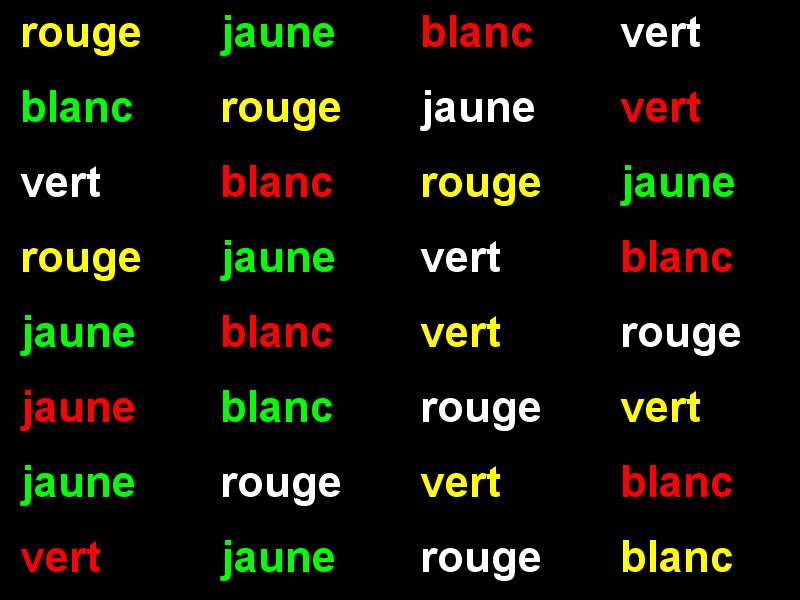 rouge jaune blanc vert
blanc rouge jaune vert
vert blanc rouge jaune
rouge jaune vert blanc
jaune blanc vert rouge
jaune blanc rouge vert
jaune rouge vert blanc
vert jaune rouge blanc